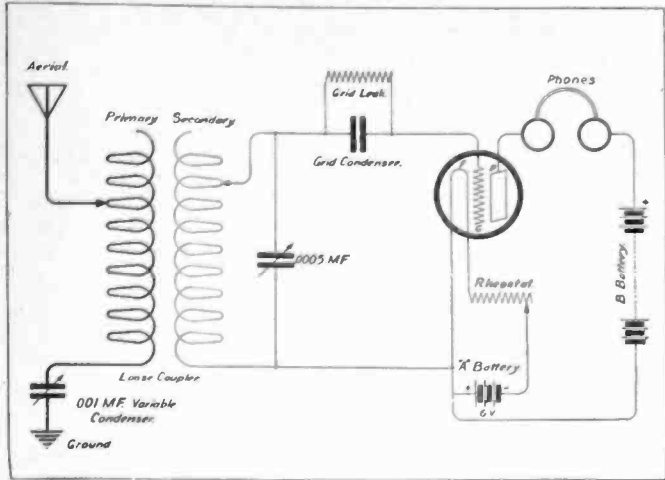 Aerial.
Primary
Secondary
Grid Leak.
Grid Condenser.
Phones
.0005 MF
Rheostat.
B Battery.
+
"A" Battery
+
-
6V
Loose Coupler
.001 MF. Variable
Condenser.
Ground